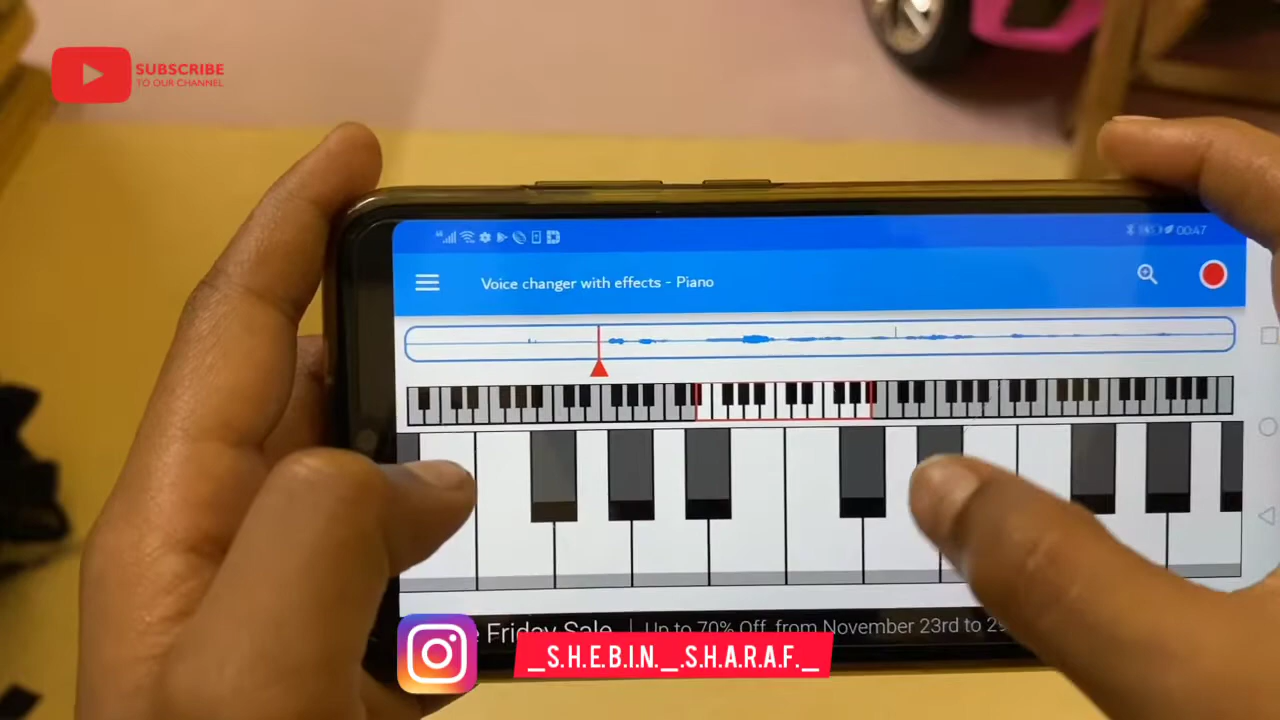 SUBSCRIBE
TO OUR CHANNEL
00:47
Voice changer with effects - Piano
Friday Sale | Up to 70% Off, from November 23rd to
_S.H.E.B.I.N._.S.H.A.R.A.F._